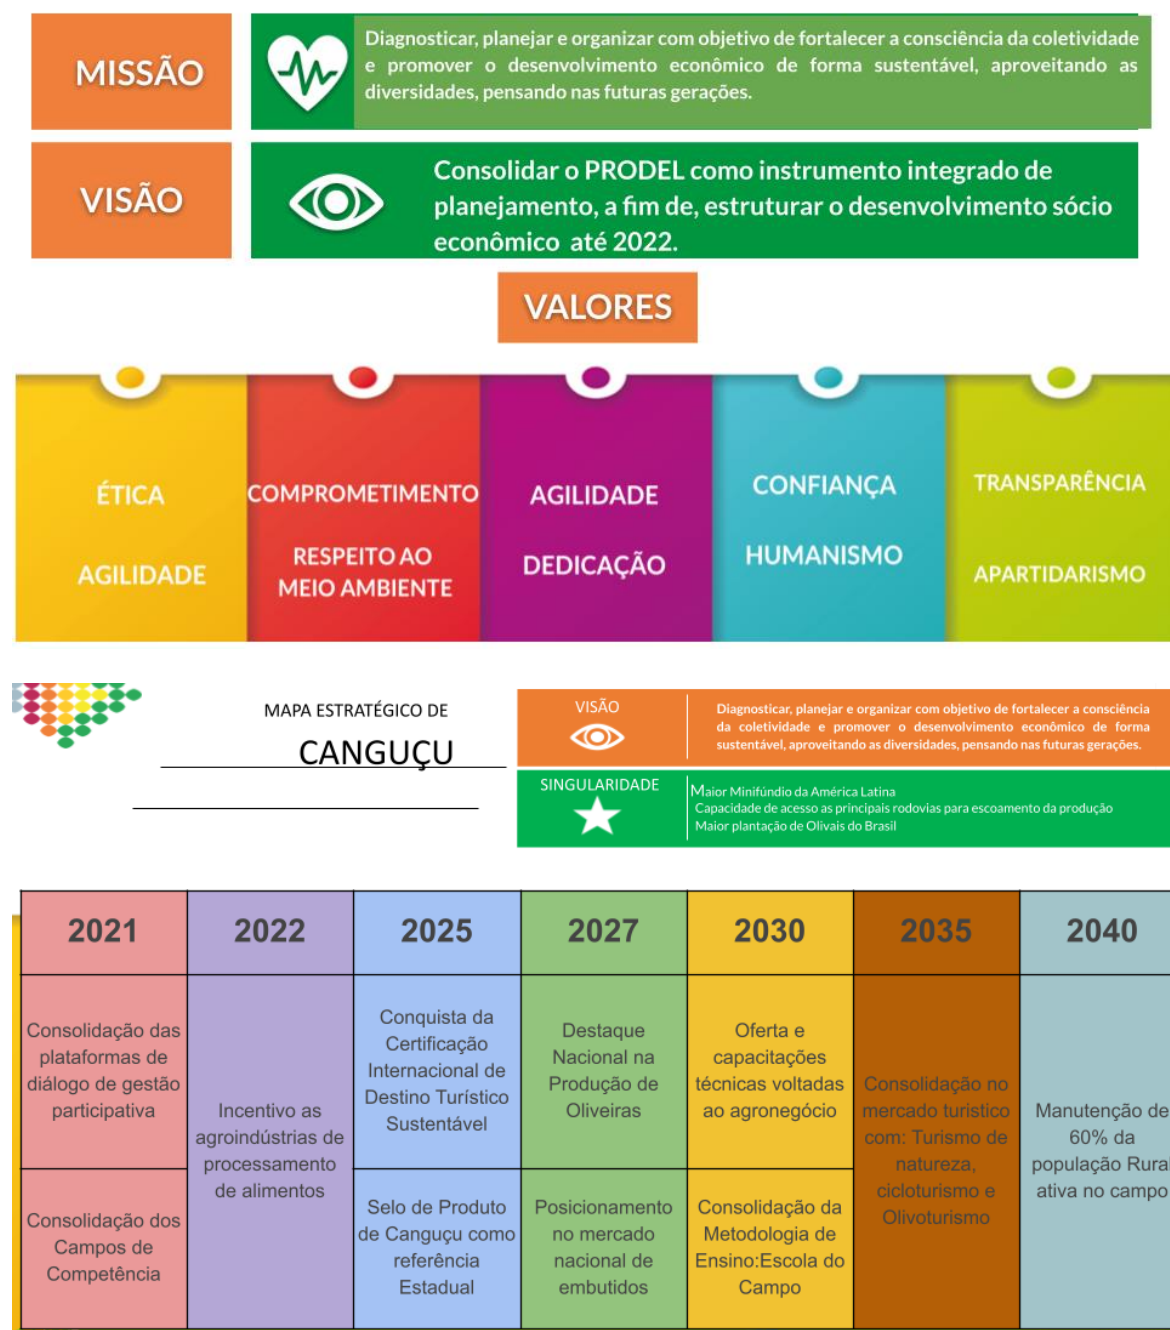 MISSÃO
Diagnosticar, planejar e organizar com objetivo de fortalecer a consciência da coletividade
e promover o desenvolvimento econômico de forma sustentável, aproveitando as
diversidades, pensando nas futuras gerações.
VISÃO
Consolidar o PRODEL como instrumento integrado de
planejamento, a fim de, estruturar o desenvolvimento sócio
econômico até 2022.
VALORES
ÉTICA
AGILIDADE
COMPROMETIMENTO
RESPEITO AO
MEIO AMBIENTE
AGILIDADE
DEDICAÇÃO
CONFIANÇA
HUMANISMO
TRANSPARÊNCIA
APARTIDARISMO
MAPA ESTRATÉGICO DE
CANGUÇU
VISÃO
Diagnosticar, planejar e organizar com objetivo de fortalecer a consciência
da coletividade e promover o desenvolvimento econômico de forma
sustentável, aproveitando as diversidades, pensando nas futuras gerações.
SINGULARIDADE
Maior Minifúndio da América Latina
Capacidade de acesso as principais rodovias para escoamento da produção
Maior plantação de Olivais do Brasil
2021
Consolidação das
plataformas de
diálogo de gestão
participativa
Consolidação dos
Campos de
Competência
2022
Incentivo as
agroindústrias de
processamento
de alimentos
2025
Conquista da
Certificação
Internacional de
Destino Turístico
Sustentável
Selo de Produto
de Canguçu como
referência
Estadual
2027
Destaque
Nacional na
Produção de
Oliveiras
Posicionamento
no mercado
nacional de
embutidos
2030
Oferta e
capacitações
técnicas voltadas
ao agronegócio
Consolidação da
Metodologia de
Ensino:Escola do
Campo
2035
Consolidação no
mercado turistico
com: Turismo de
natureza,
cicloturismo e
Olivoturismo
2040
Manutenção de
60% da
população Rural
ativa no campo